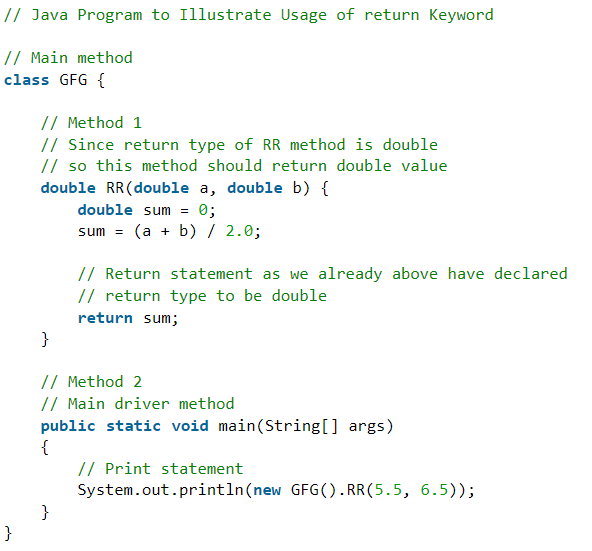 // Java Program to Illustrate Usage of return Keyword
// Main method
class GFG {
// Method 1
// Since return type of RR method is double
// so this method should return double value
double RR(double a, double b) {
double sum = 0;
sum = (a + b) / 2.0;
// Return statement as we already above have declared
// return type to be double
return sum;
}
// Method 2
// Main driver method
public static void main(String[] args)
{
// Print statement
System.out.println(new GFG().RR(5.5, 6.5));
}
}